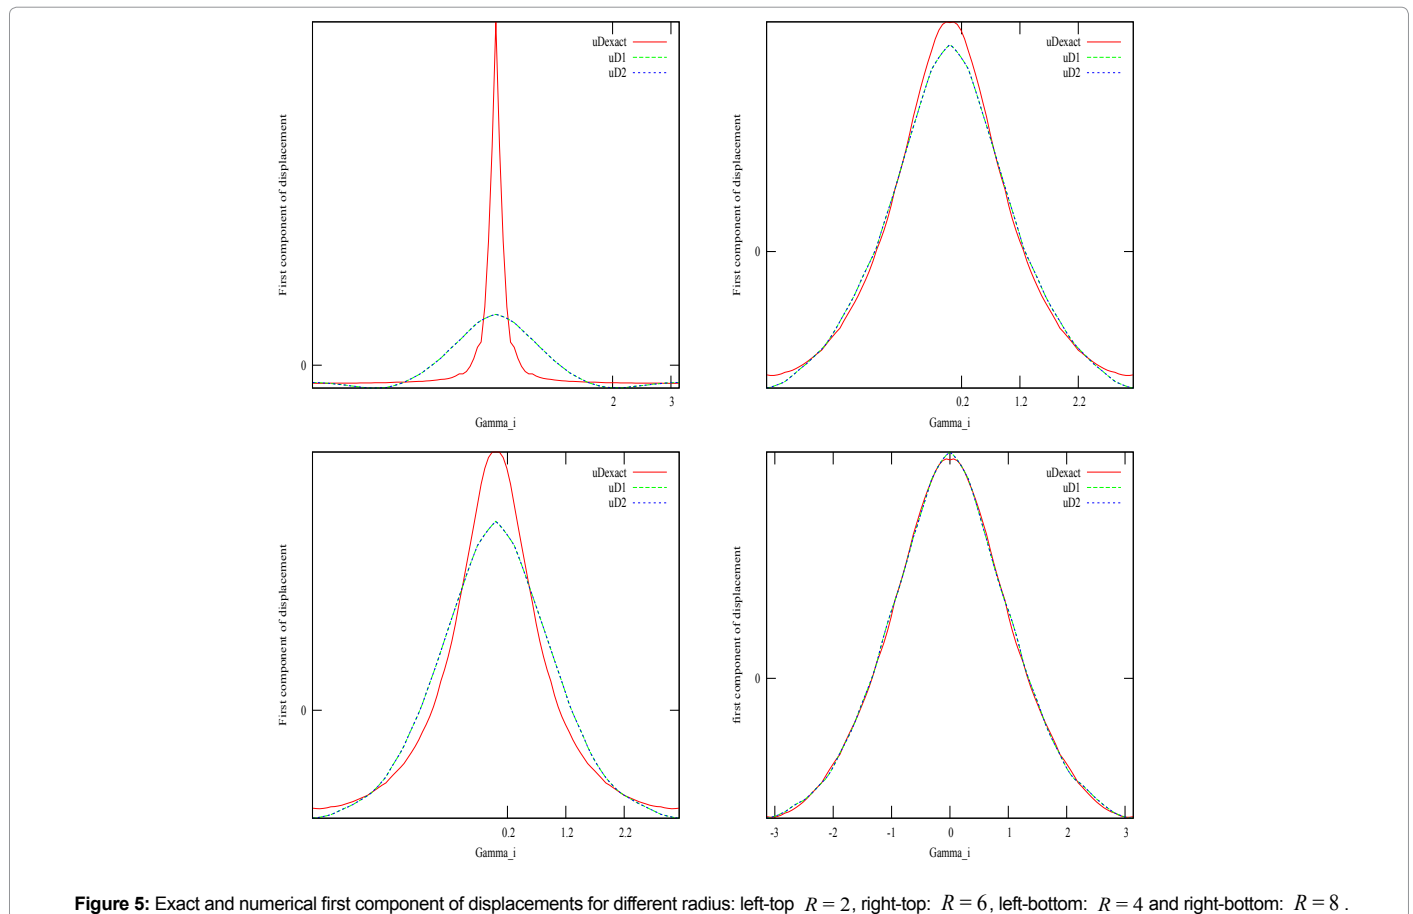 uDexact
uD1
uD2
First component of displacement
0
2 3
Gamma_i
uDexact
uD1
uD2
First component of displacement
0
0.2 1.2 2.2
Gamma_i
uDexact
uD1
uD2
First component of displacement
0
0.2 1.2 2.2
Gamma_i
uDexact
uD1
uD2
first component of displacement
0
-3 -2 -1 0 1 2 3
Gamma_i
Figure 5: Exact and numerical first component of displacements for different radius: left-top R = 2, right-top: R = 6, left-bottom: R = 4 and right-bottom: R = 8.